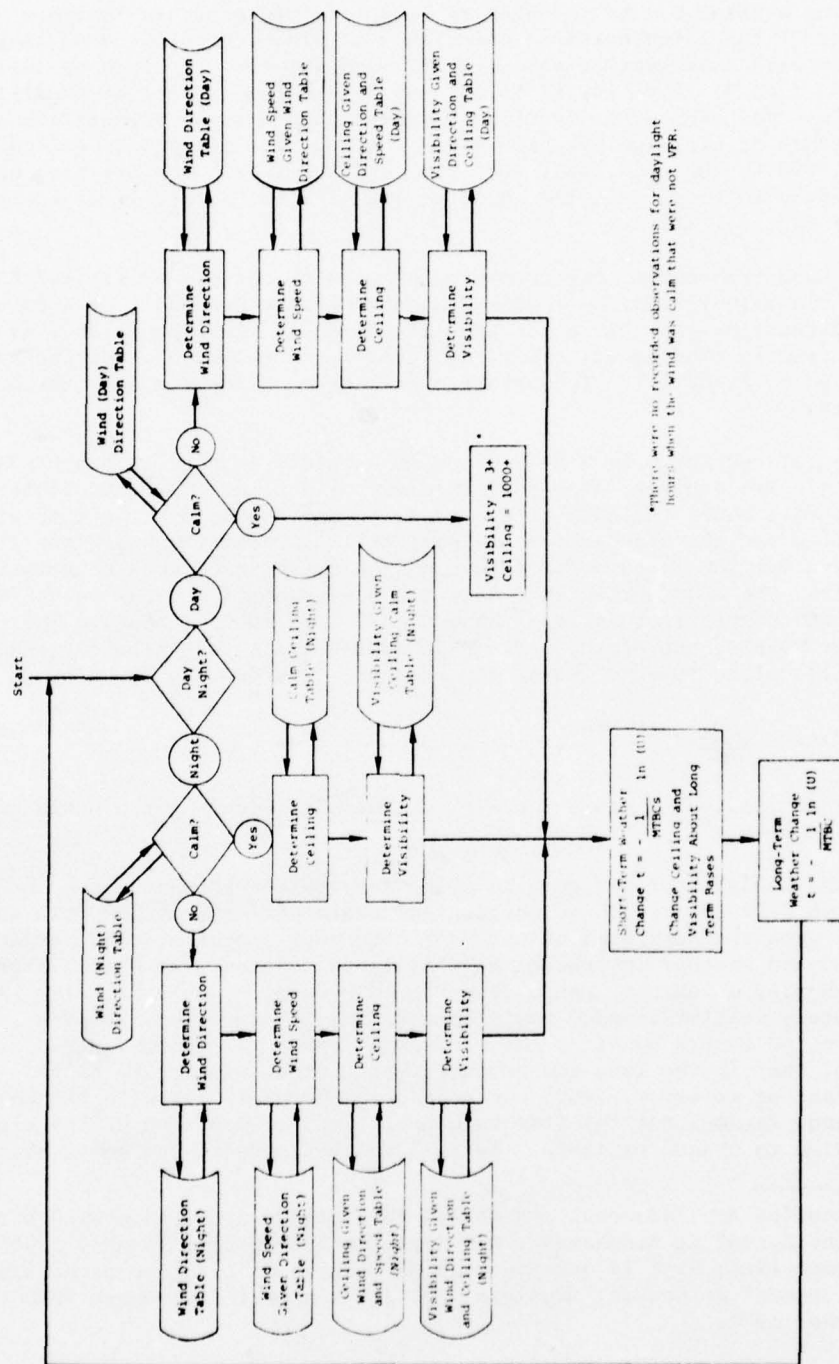 Start
Day
Night?
Night
Day
Calm?
Calm?
Wind (Night)
Direction Table
Wind (Day)
Direction Table
No
Yes
Yes
No
Wind Direction
Table (Night)
Determine
Wind Direction
Wind Speed
Given Direction
Table (Night)
Determine
Wind Speed
Ceiling Given
Wind Direction
and Speed Table
(Night)
Determine
Ceiling
Visibility Given
Wind Direction
and Ceiling Table
(Night)
Determine
Visibility
Determine
Ceiling
Calm Ceiling
Table (Night)
Determine
Visibility
Visibility Given
Ceiling Calm
Table (Night)
Visibility = 3+
Ceiling = 1000+
*
Determine
Wind Direction
Wind Direction
Table (Day)
Determine
Wind Speed
Wind Speed
Given Wind
Direction Table
Determine
Ceiling
Ceiling Given
Direction and
Speed Table
(Day)
Determine
Visibility
Visibility Given
Direction and
Ceiling Table
(Day)
Short-Term Weather
Change t = - 1/MTBCs ln (U)
Change Ceiling and
Visibility About Long
Term Bases
Long-Term
Weather Change
t = - 1/MTBC ln (U)
*There were no recorded observations for daylight
hours when the wind was calm that were not VFR.